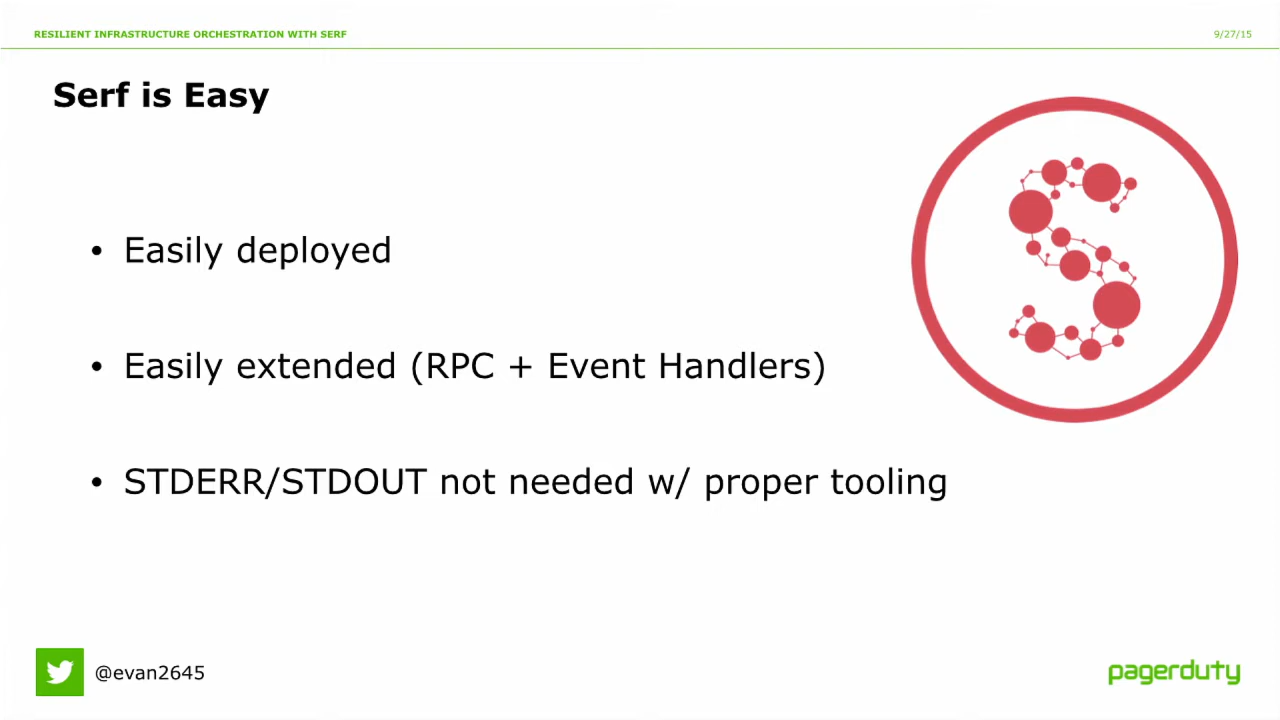 RESILIENT INFRASTRUCTURE ORCHESTRATION WITH SERF
9/27/15
Serf is Easy
• Easily deployed
• Easily extended (RPC + Event Handlers)
• STDERR/STDOUT not needed w/ proper tooling
@evan2645
pagerduty